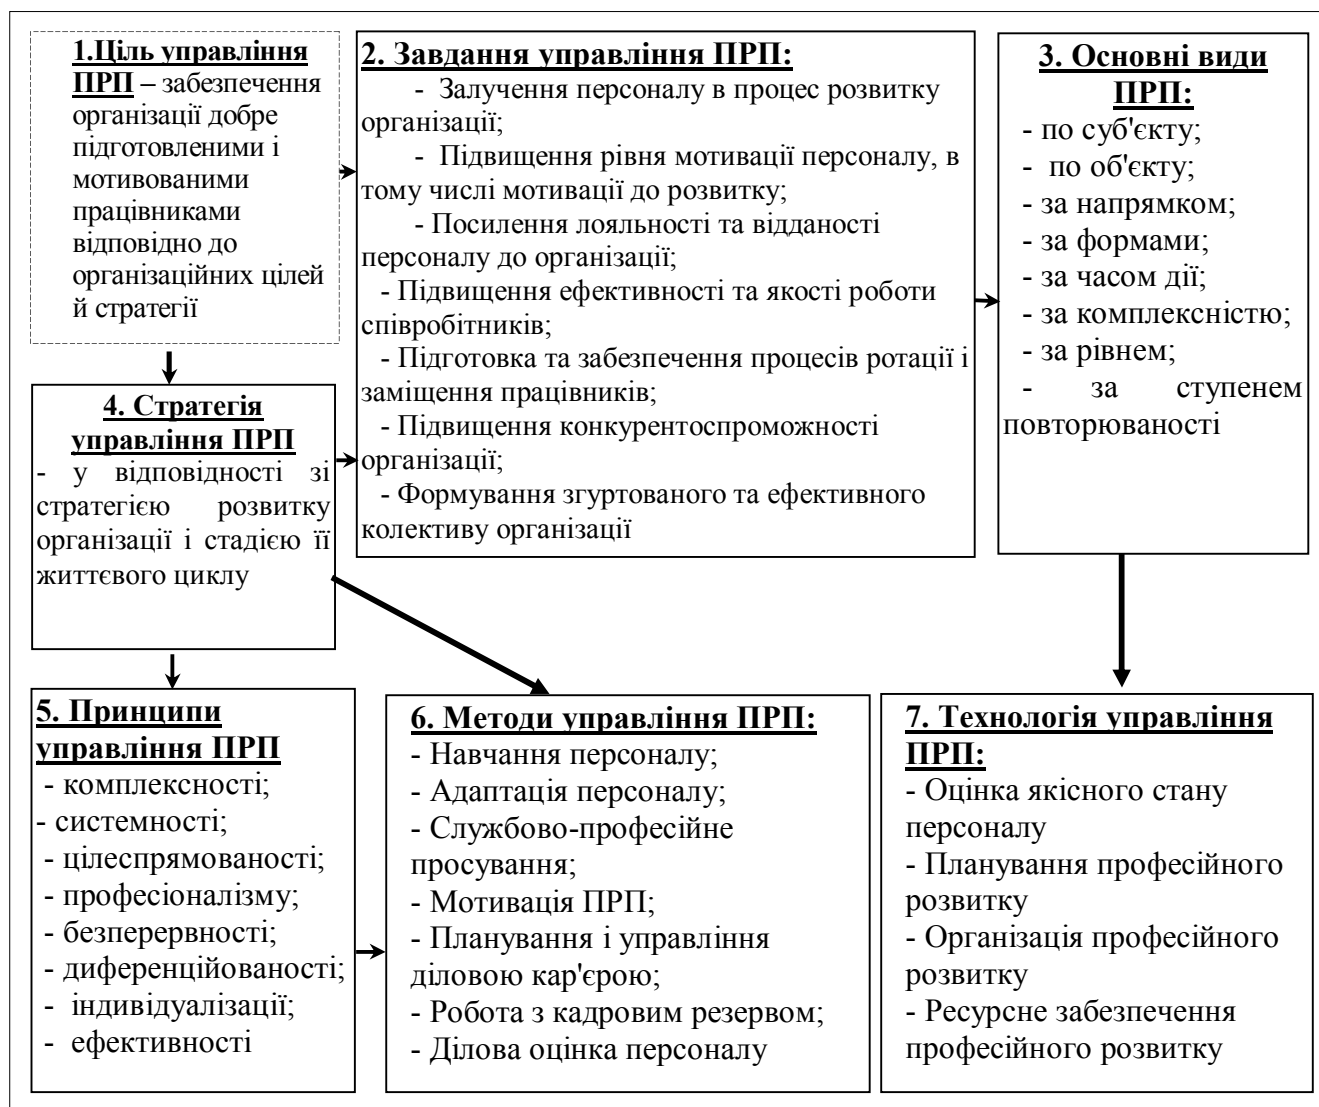 1.Ціль управління
ПРП – забезпечення
організації добре
підготовленими і
мотивованими
працівниками
відповідно до
організаційних цілей
й стратегії
2. Завдання управління ПРП:
- Залучення персоналу в процес розвитку
організації;
- Підвищення рівня мотивації персоналу, в
тому числі мотивації до розвитку;
- Посилення лояльності та відданості
персоналу до організації;
- Підвищення ефективності та якості роботи
співробітників;
- Підготовка та забезпечення процесів ротації і
заміщення працівників;
- Підвищення конкурентоспроможності
організації;
- Формування згуртованого та ефективного
колективу організації
3. Основні види
ПРП:
- по суб'єкту;
- по об'єкту;
- за напрямком;
- за формами;
- за часом дії;
- за комплексністю;
- за рівнем;
- за ступенем
повторюваності
4. Стратегія
управління ПРП
- у відповідності зі
стратегією розвитку
організації і стадією її
життєвого циклу
5. Принципи
управління ПРП
- комплексності;
- системності;
- цілеспрямованості;
- професіоналізму;
- безперервності;
- диференційованості;
- індивідуалізації;
- ефективності
6. Методи управління ПРП:
- Навчання персоналу;
- Адаптація персоналу;
- Службово-професійне
просування;
- Мотивація ПРП;
- Планування і управління
діловою кар'єрою;
- Робота з кадровим резервом;
- Ділова оцінка персоналу
7. Технологія управління
ПРП:
- Оцінка якісного стану
персоналу
- Планування професійного
розвитку
- Організація професійного
розвитку
- Ресурсне забезпечення
професійного розвитку